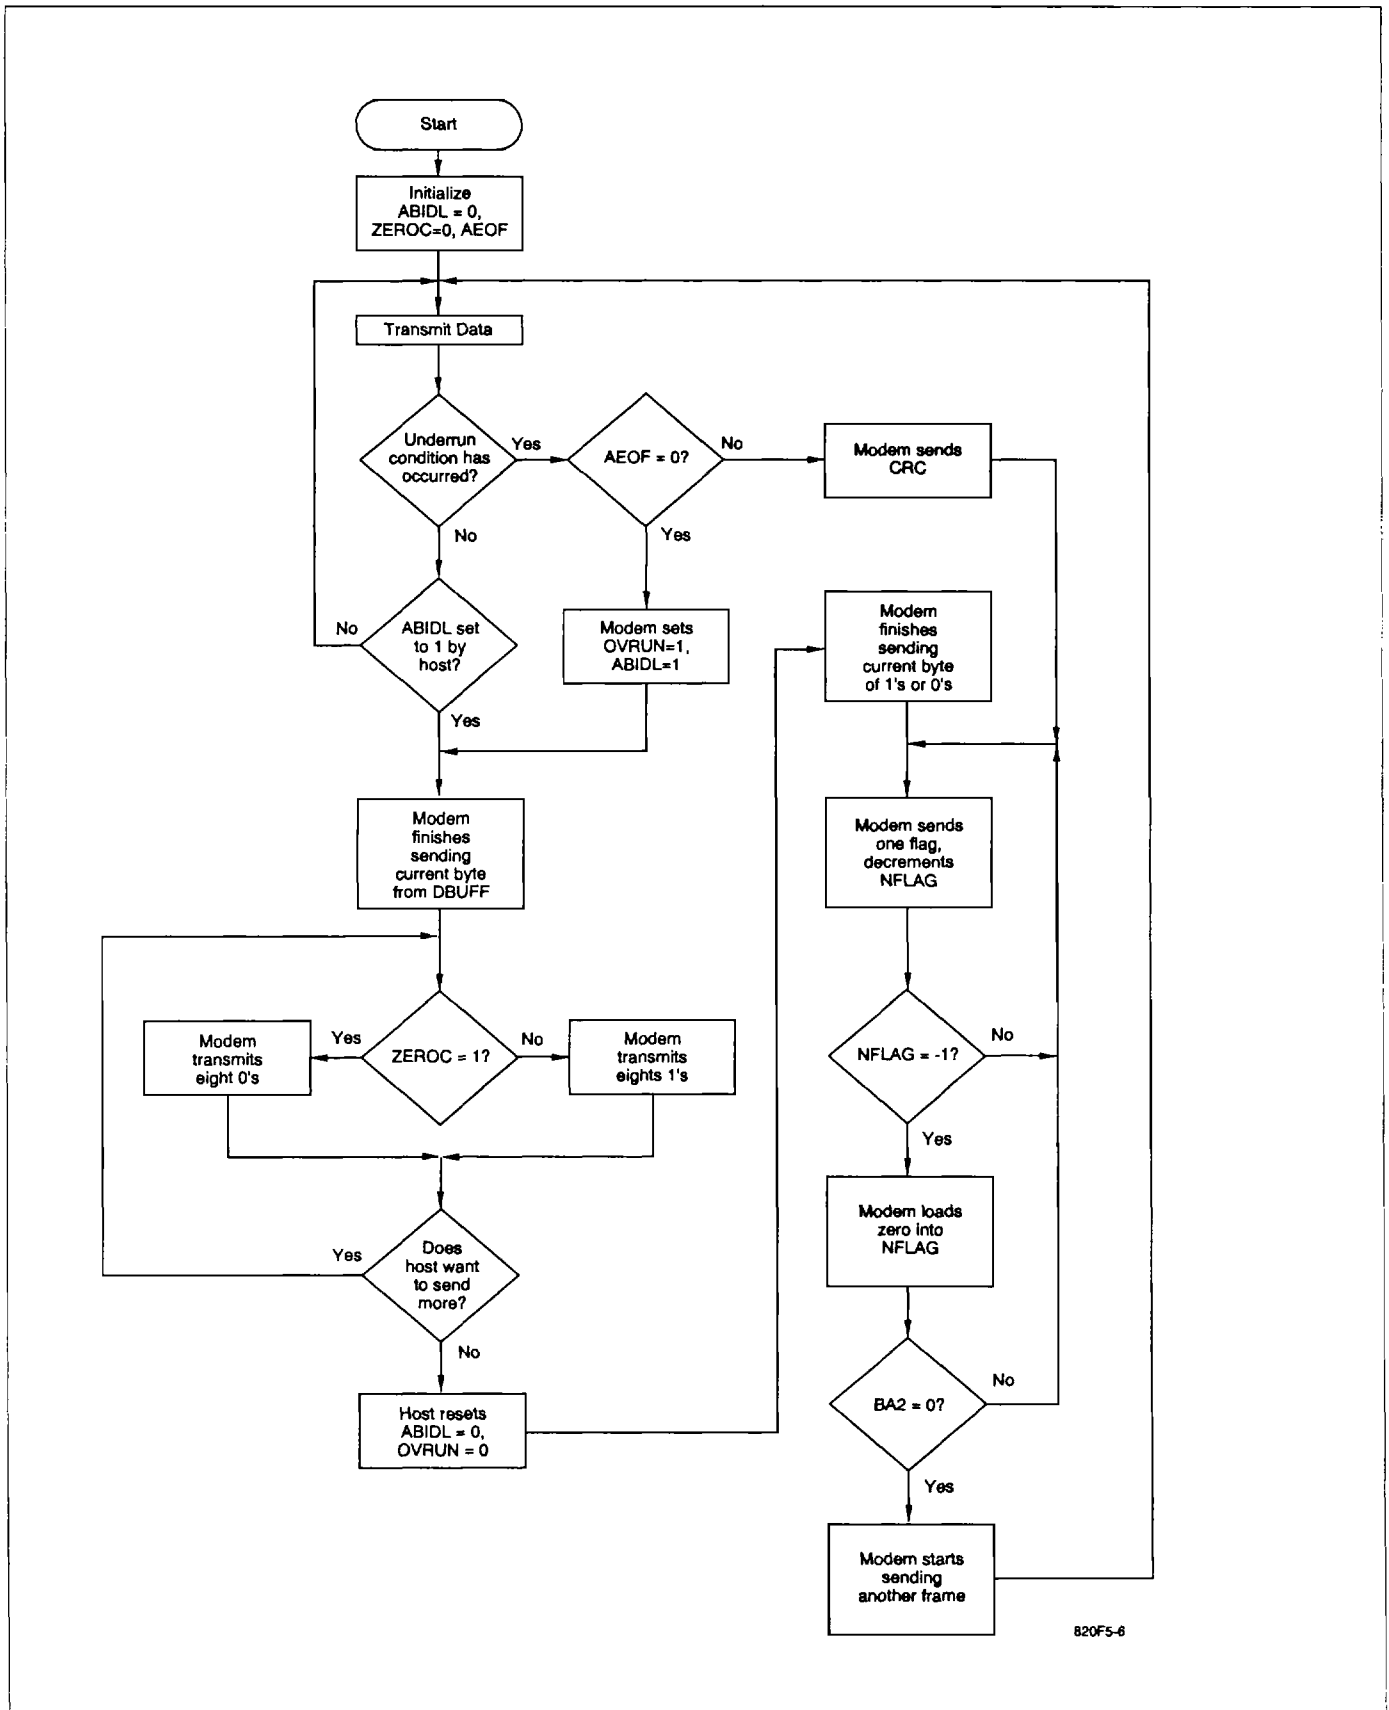 Start
Initialize
ABIDL = 0,
ZEROC=0, AEOF
Transmit Data
Underrun
condition has
occurred?
Yes
No
AEOF = 0?
No
Yes
Modem sends
CRC
ABIDL set
to 1 by
host?
No
Yes
Modem sets
OVRUN=1,
ABIDL=1
Modem
finishes
sending
current byte
of 1's or 0's
Modem
finishes
sending
current byte
from DBUFF
Modem sends
one flag,
decrements
NFLAG
ZEROC = 1?
Yes
No
Modem
transmits
eight 0's
Modem
transmits
eights 1's
NFLAG = -1?
No
Yes
Does
host want
to send
more?
Yes
No
Modem loads
zero into
NFLAG
Host resets
ABIDL = 0,
OVRUN = 0
BA2 = 0?
No
Yes
Modem starts
sending
another frame
820F5-6